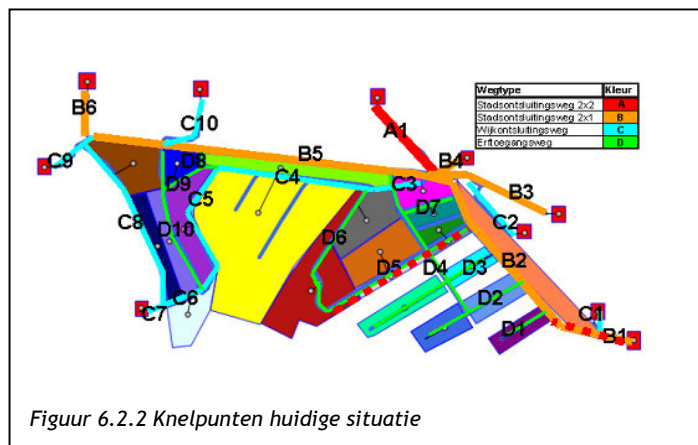 B6
C10
A1
Wegtype Kleur
Stadsontsluitingsweg 2x2 A
Stadsontsluitingsweg 2x1 B
Wijkontsluitingsweg C
Erftoegangsweg D
C9
D8
B5
B4
D9
C4
C3
B3
C5
D7
C2
C8
D10
D6
D5
D4
D3
B2
C6
D2
C7
D1
C1
B1
Figuur 6.2.2 Knelpunten huidige situatie